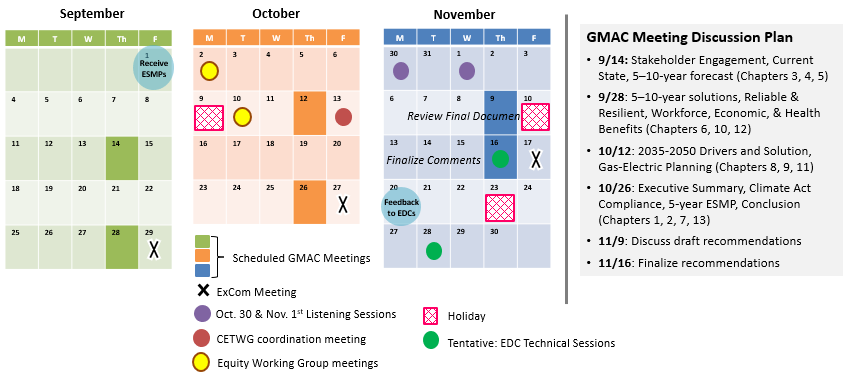 September
M T W Th F
1
Receive
ESMPs
4 5 6 7 8
11 12 13 14 15
18 19 20 21 22
25 26 27 28 29
X
October
M T W Th F
2 3 4 5 6
9 10 11 12 13
16 17 18 19 20
23 24 25 26 27
X
November
M T W Th F
30 31 1 2 3
6 7 8 9 10
Review Final Documen
13 14 15 16 17
Finalize Comments
X
20 21 22 23 24
Feedback
to EDCs
27 28 29 30
Scheduled GMAC Meetings
X ExCom Meeting
Oct. 30 & Nov. 1st Listening Sessions
CETWG coordination meeting
Equity Working Group meetings
Holiday
Tentative: EDC Technical Sessions
GMAC Meeting Discussion Plan
• 9/14: Stakeholder Engagement, Current
State, 5–10-year forecast (Chapters 3, 4, 5)
• 9/28: 5–10-year solutions, Reliable &
Resilient, Workforce, Economic, & Health
Benefits (Chapters 6, 10, 12)
• 10/12: 2035-2050 Drivers and Solution,
Gas-Electric Planning (Chapters 8, 9, 11)
• 10/26: Executive Summary, Climate Act
Compliance, 5-year ESMP, Conclusion
(Chapters 1, 2, 7, 13)
• 11/9: Discuss draft recommendations
• 11/16: Finalize recommendations